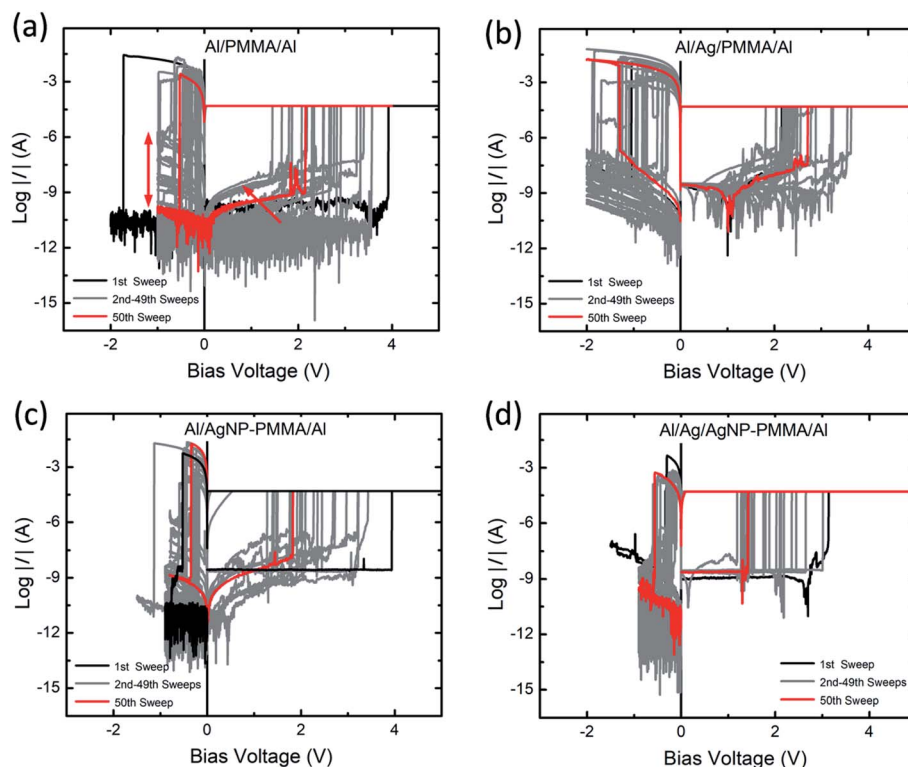 (a)
Al/PMMA/Al
Log |I| (A)
-3
-6
-9
-12
-15
1st Sweep
2nd-49th Sweeps
50th Sweep
-2 0 2 4
Bias Voltage (V)
(b)
Al/Ag/PMMA/Al
Log |I| (A)
-3
-6
-9
-12
-15
1st Sweep
2nd-49th Sweeps
50th Sweep
-2 0 2 4
Bias Voltage (V)
(c)
Al/AgNP-PMMA/Al
Log |I| (A)
-3
-6
-9
-12
-15
1st Sweep
2nd-49th Sweeps
50th Sweep
-2 0 2 4
Bias Voltage (V)
(d)
Al/Ag/AgNP-PMMA/Al
Log |I| (A)
-3
-6
-9
-12
-15
1st Sweep
2nd-49th Sweeps
50th Sweep
-2 0 2 4
Bias Voltage (V)